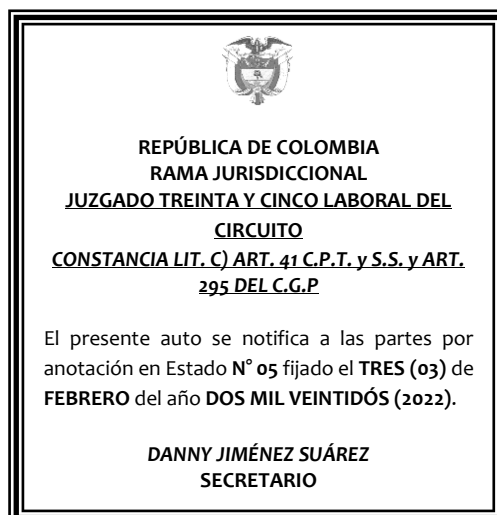 REPÚBLICA DE COLOMBIA
RAMA JURISDICCIONAL
JUZGADO TREINTA Y CINCO LABORAL DEL
CIRCUITO
CONSTANCIA LIT. C) ART. 41 C.P.T. y S.S. y ART.
295 DEL C.G.P
El presente auto se notifica a las partes por
anotación en Estado N° 05 fijado el TRES (03) de
FEBRERO del año DOS MIL VEINTIDÓS (2022).
DANNY JIMÉNEZ SUÁREZ
SECRETARIO